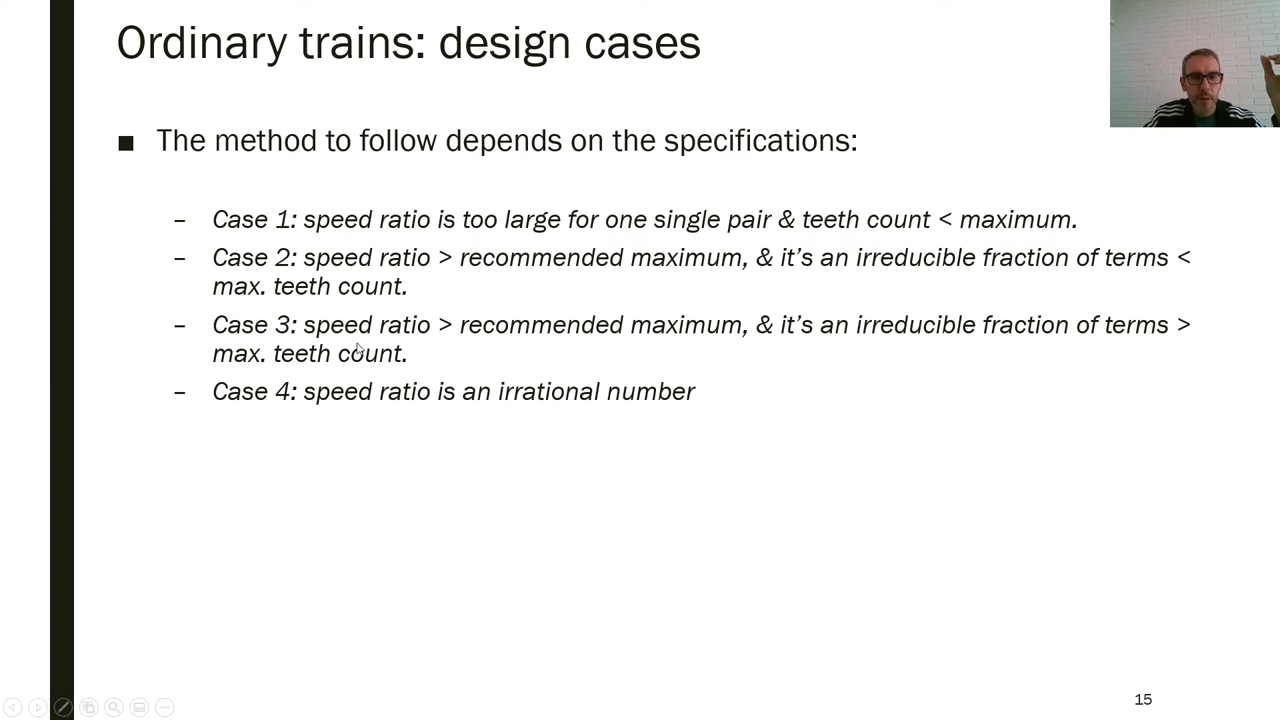 Ordinary trains: design cases
■ The method to follow depends on the specifications:
– Case 1: speed ratio is too large for one single pair & teeth count < maximum.
– Case 2: speed ratio > recommended maximum, & it’s an irreducible fraction of terms <
max. teeth count.
– Case 3: speed ratio > recommended maximum, & it’s an irreducible fraction of terms >
max. teeth count.
– Case 4: speed ratio is an irrational number
15